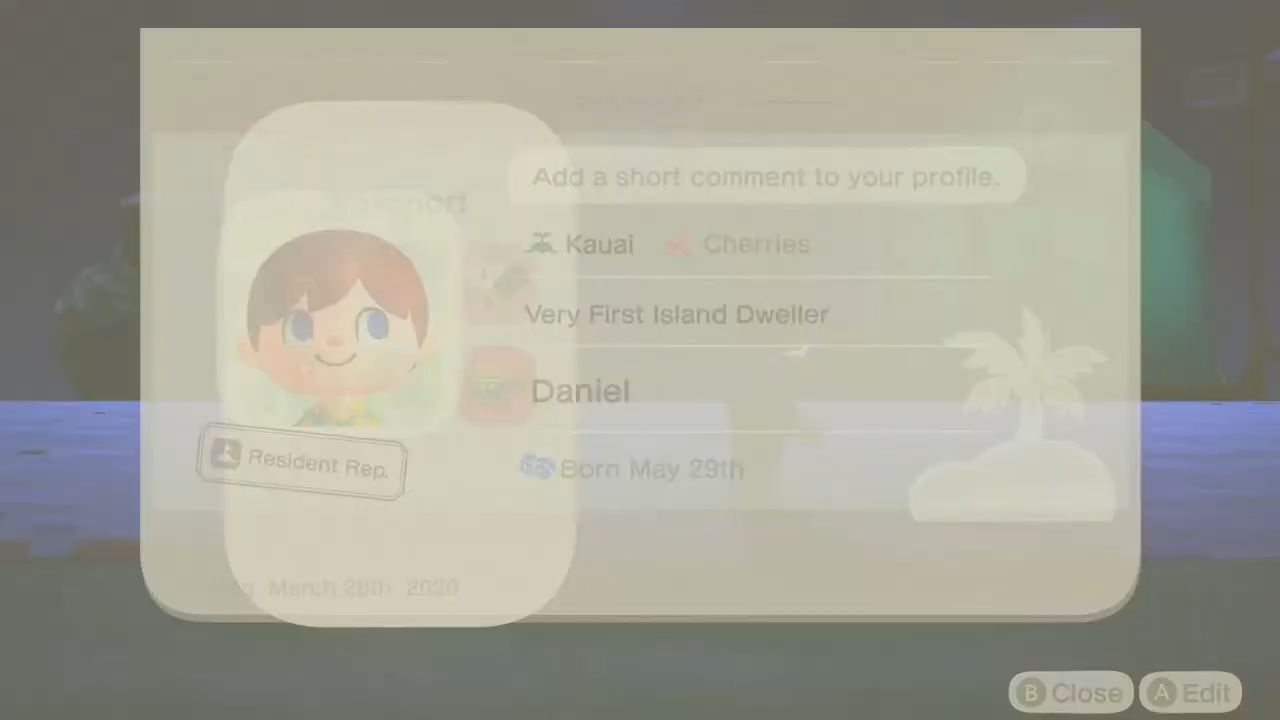 Add a short comment to your profile.
Kauai Cherries
Very First Island Dweller
Daniel
Born May 29th
Resident Rep.
March 2020
B Close A Edit